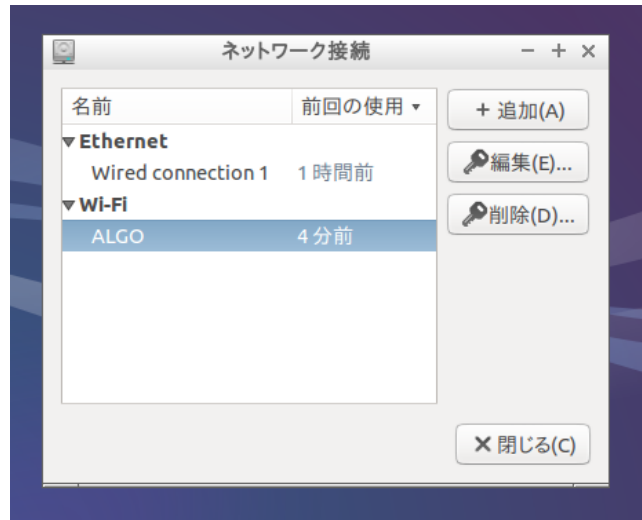 ネットワーク接続
名前 前回の使用
Ethernet
Wired connection 1 1 時間前
Wi-Fi
ALGO 4 分前
追加(A)
編集(E)...
削除(D)...
閉じる(C)